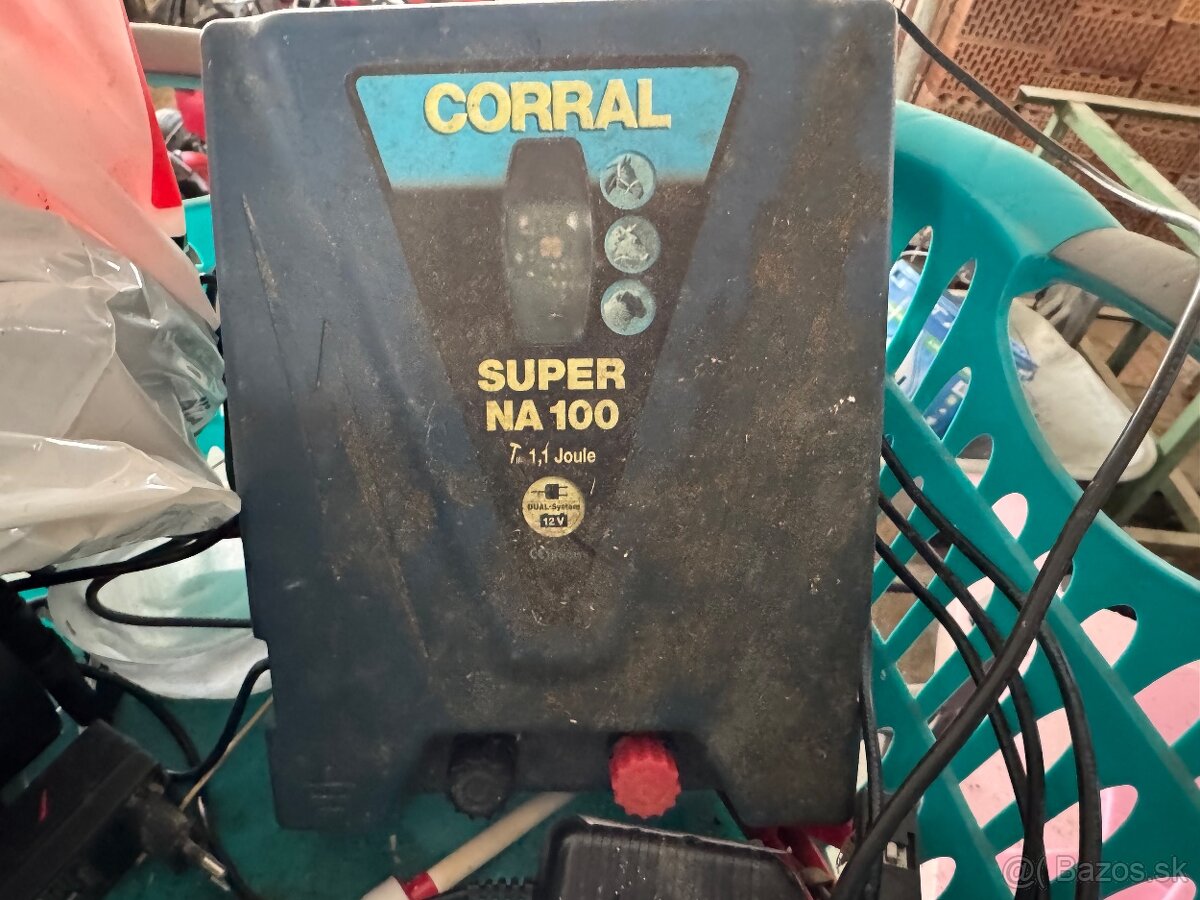 CORRAL
SUPER
NA 100
1,1 Joule
DUAL-System
12 V
Bazos.sk